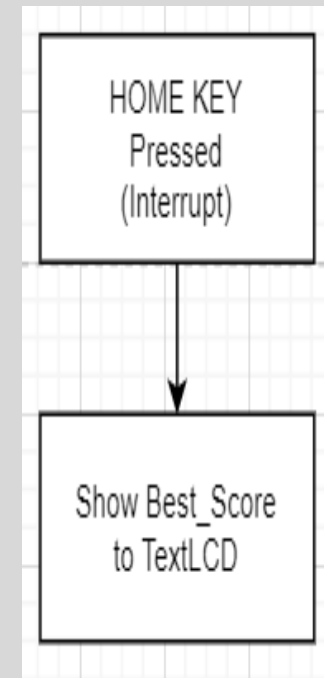 HOME KEY
Pressed
(Interrupt)
Show Best_Score
to TextLCD